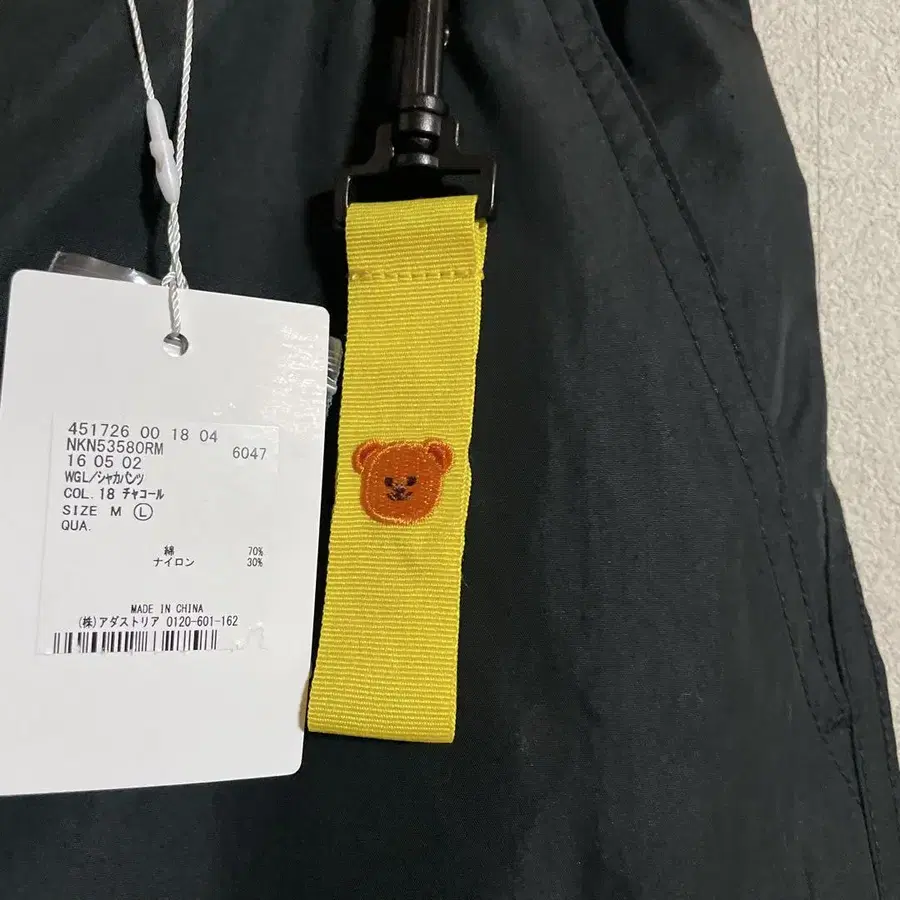 451726 00 18 04
NKN53580RM 6047
16 05 02
WGL/シャカパンツ
COL.18 チャコール
SIZE M Ⓛ
QUA.
綿 70%
ナイロン 30%
MADE IN CHINA
(株)アダストリア 0120-601-162